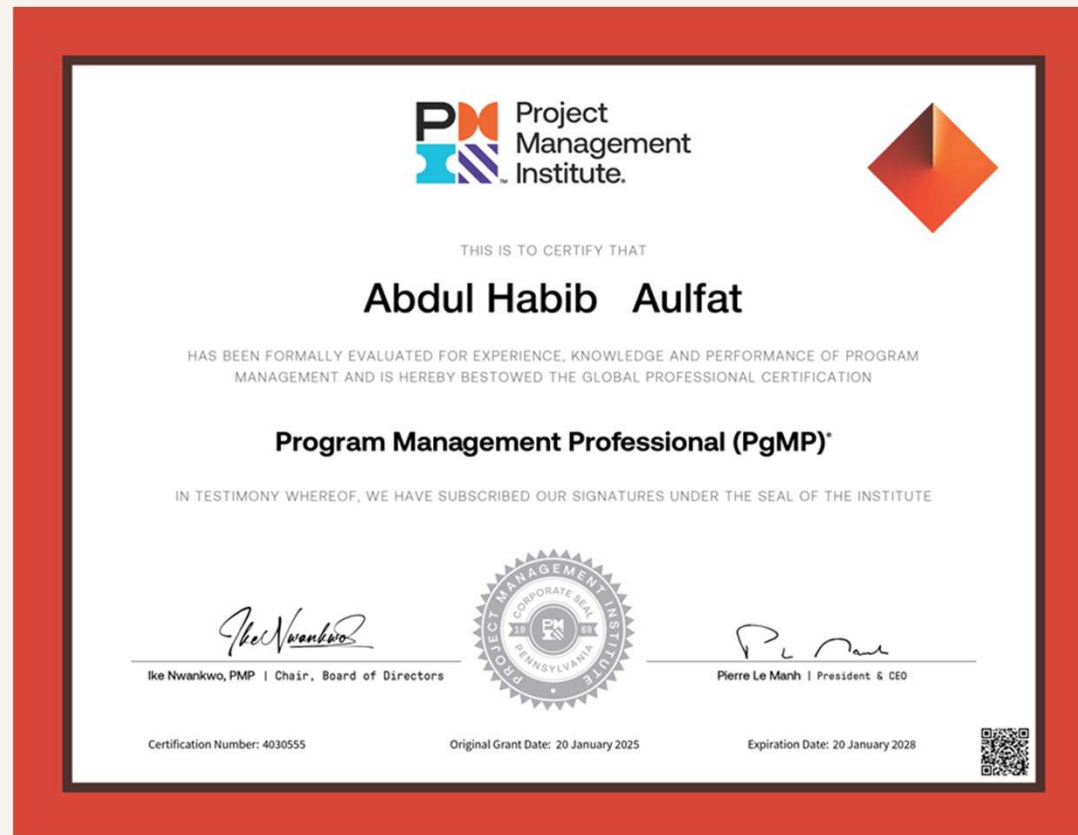 PM
Project
Management
Institute.
THIS IS TO CERTIFY THAT
Abdul Habib Aulfat
HAS BEEN FORMALLY EVALUATED FOR EXPERIENCE, KNOWLEDGE AND PERFORMANCE OF PROGRAM
MANAGEMENT AND IS HEREBY BESTOWED THE GLOBAL PROFESSIONAL CERTIFICATION
Program Management Professional (PgMP)®
IN TESTIMONY WHEREOF, WE HAVE SUBSCRIBED OUR SIGNATURES UNDER THE SEAL OF THE INSTITUTE
PROJECT MANAGEMENT INSTITUTE
CORPORATE SEAL
19 PM 69
PENNSYLVANIA
Ike Nwankwo
Ike Nwankwo, PMP | Chair, Board of Directors
Pierre Le Manh | President & CEO
Certification Number: 4030555
Original Grant Date: 20 January 2025
Expiration Date: 20 January 2028